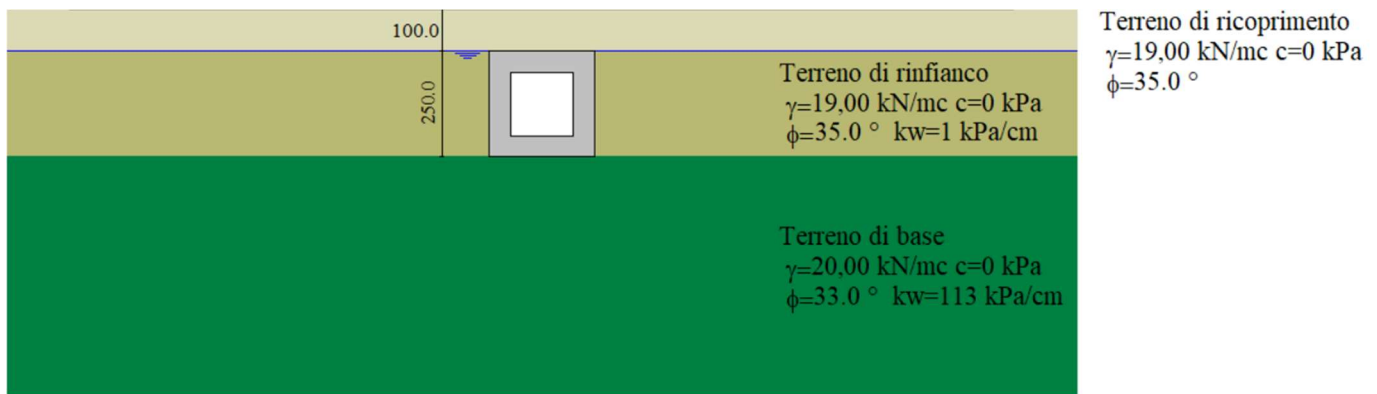 100.0
250.0
Terreno di ricoprimento
γ=19,00 kN/mc c=0 kPa
ϕ=35.0 °
Terreno di rinfianco
γ=19,00 kN/mc c=0 kPa
ϕ=35.0 ° kw=1 kPa/cm
Terreno di base
γ=20,00 kN/mc c=0 kPa
ϕ=33.0 ° kw=113 kPa/cm